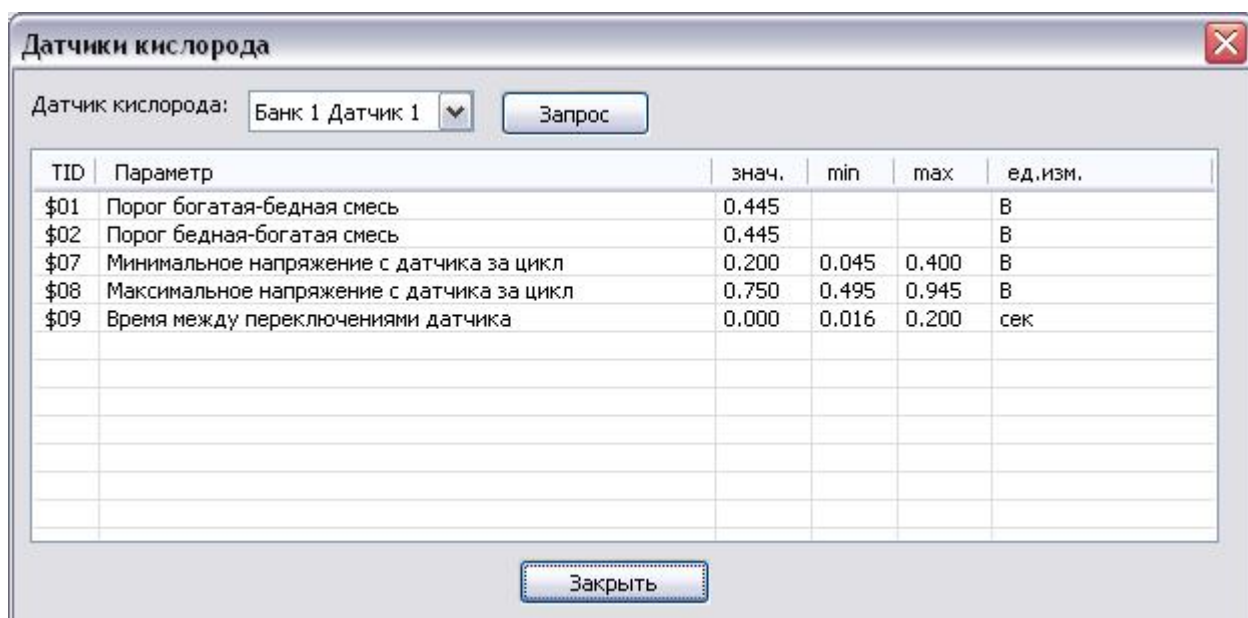 Датчики кислорода
Датчик кислорода: Банк 1 Датчик 1 Запрос
TID Параметр знач. min max ед.изм.
$01 Порог богатая-бедная смесь 0.445 В
$02 Порог бедная-богатая смесь 0.445 В
$07 Минимальное напряжение с датчика за цикл 0.200 0.045 0.400 В
$08 Максимальное напряжение с датчика за цикл 0.750 0.495 0.945 В
$09 Время между переключениями датчика 0.000 0.016 0.200 сек
Закрыть